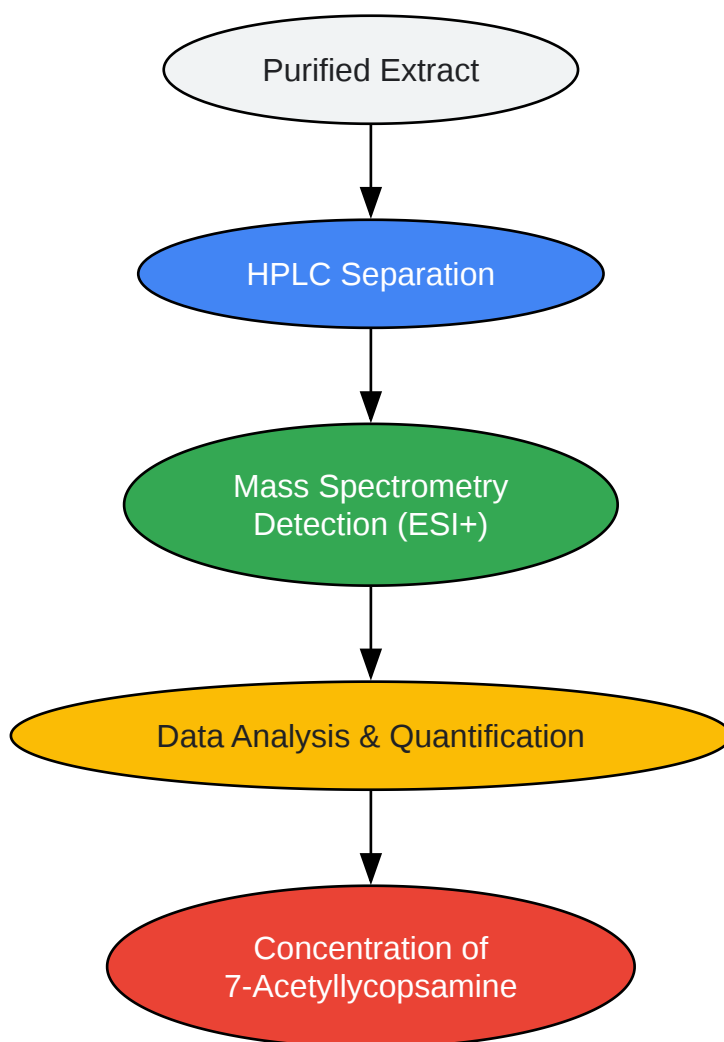 Purified Extract
HPLC Separation
Mass Spectrometry
Detection (ESI+)
Data Analysis & Quantification
Concentration of
7-Acetyllycopsamine